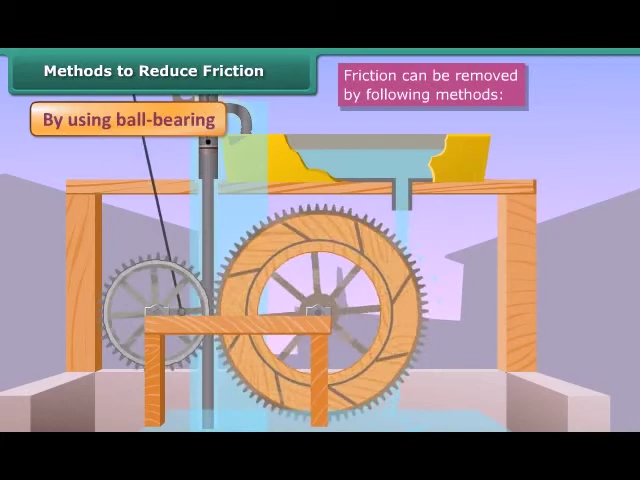 Methods to Reduce Friction
Friction can be removed
by following methods:
By using ball-bearing